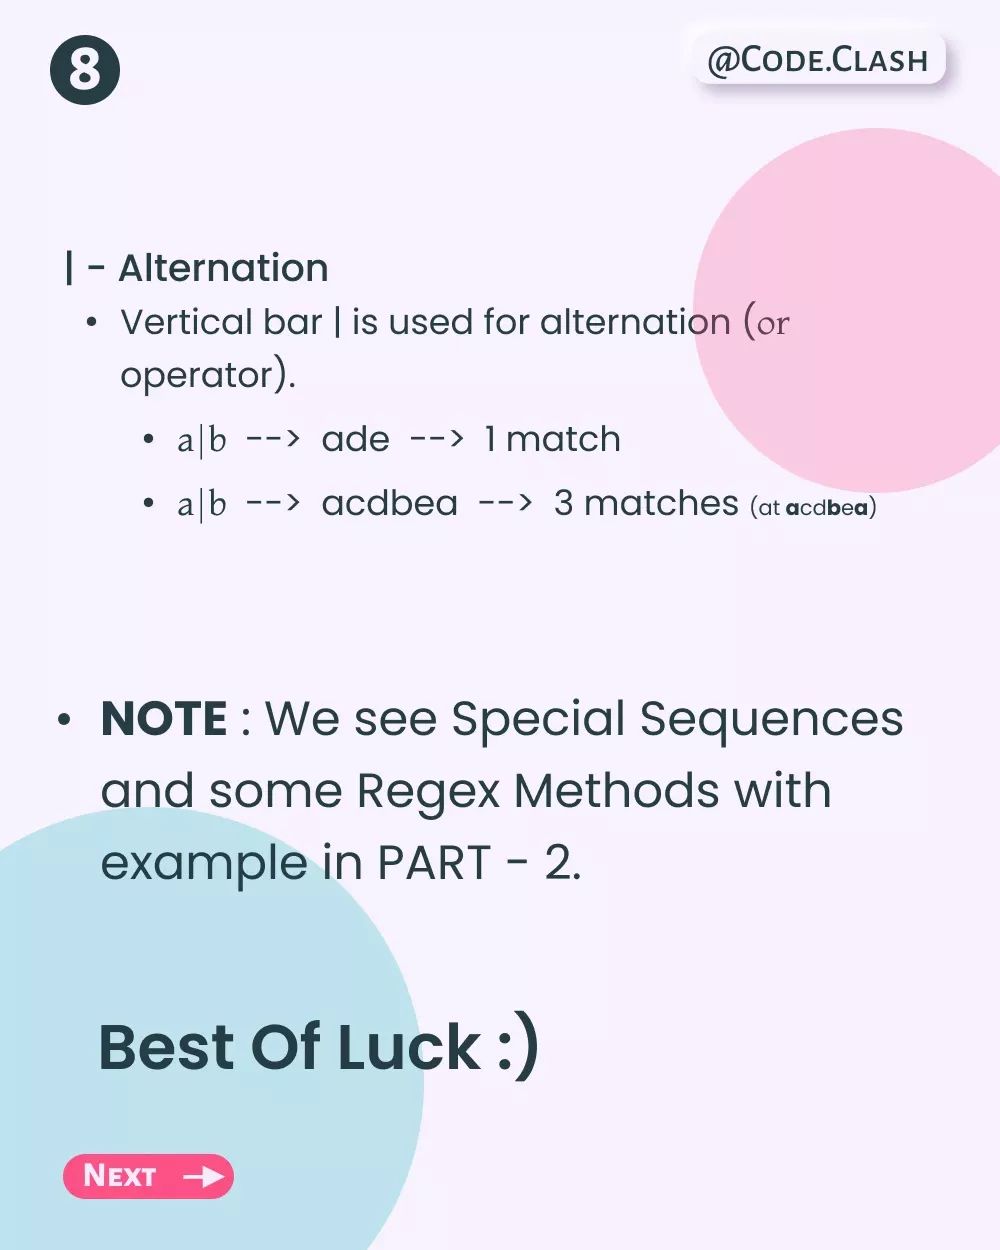 8
@Code.Clash
| - Alternation
• Vertical bar | is used for alternation (or
operator).
• a|b --> ade --> 1 match
• a|b --> acdbea --> 3 matches (at acdbea)
• NOTE : We see Special Sequences
and some Regex Methods with
example in PART - 2.
Best Of Luck :)
Next